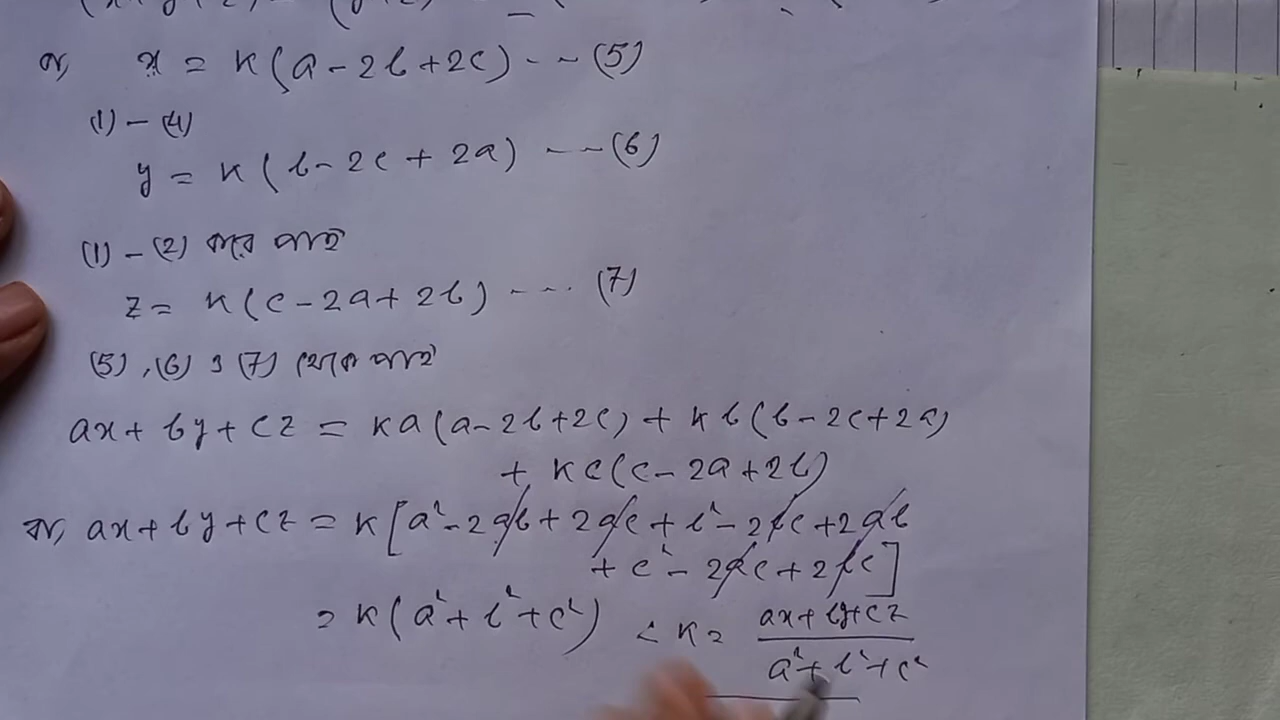 বা, x = k(a-2b+2c) -- (5)
(1) - (4)
y = k(b-2c+2a) --- (6)
(1) - (2) করে পাই
z = k(c-2a+2b) ---- (7)
(5), (6) ও (7) থেকে পাই
ax+by+cz = ka(a-2b+2c) + kb(b-2c+2a)
+ kc(c-2a+2b)
বা, ax+by+cz = k[a²-2ab+2ac+b²-2bc+2ab
+c²-2ac+2bc]
= k(a²+b²+c²) ∴ k = (ax+by+cz)/(a²+b²+c²)